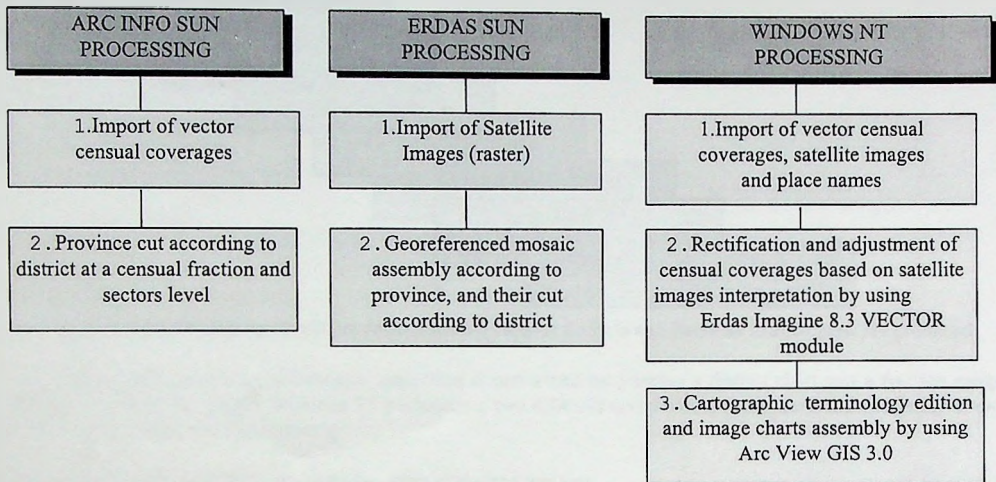 ARC INFO SUN
PROCESSING
1.Import of vector
censual coverages
2. Province cut according to
district at a censual fraction and
sectors level
ERDAS SUN
PROCESSING
1.Import of Satellite
Images (raster)
2. Georeferenced mosaic
assembly according to
province, and their cut
according to district
WINDOWS NT
PROCESSING
1.Import of vector censual
coverages, satellite images
and place names
2. Rectification and adjustment of
censual coverages based on satellite
images interpretation by using
Erdas Imagine 8.3 VECTOR
module
3. Cartographic terminology edition
and image charts assembly by using
Arc View GIS 3.0